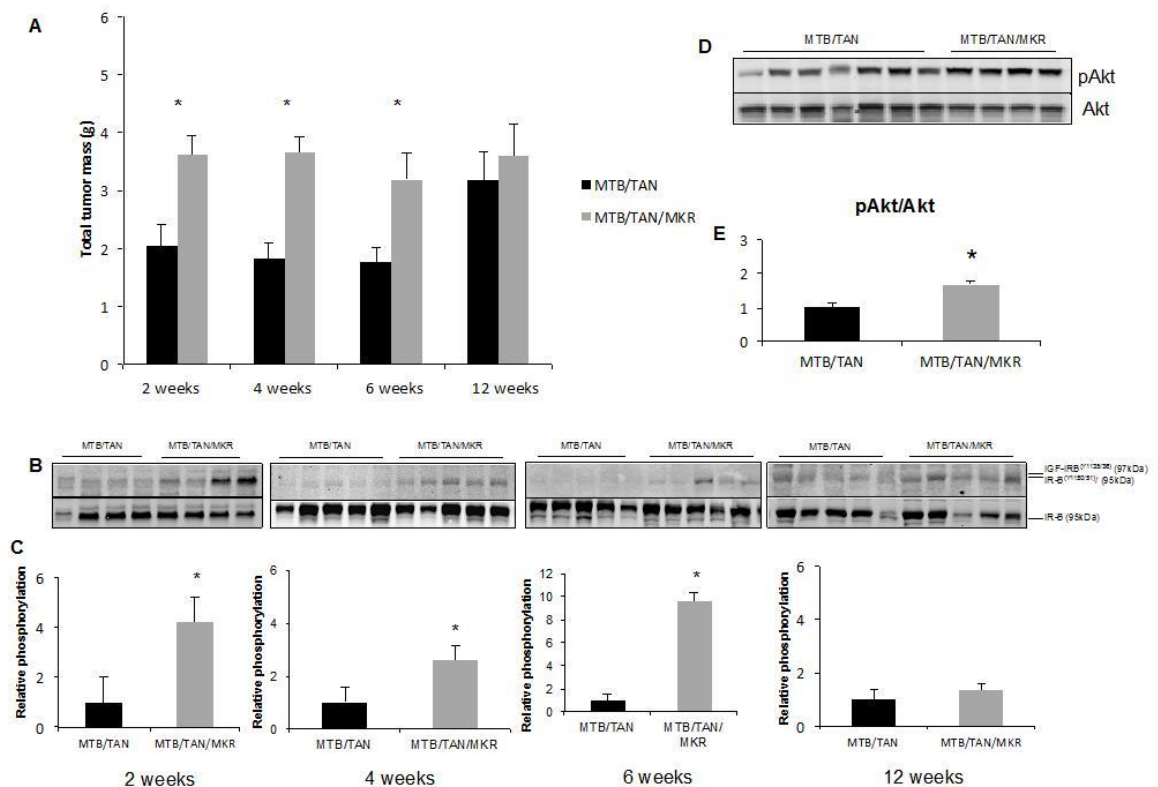 A
Total tumor mass (g)
6
5
4
3
2
1
0
*
*
*
2 weeks
4 weeks
6 weeks
12 weeks
MTB/TAN
MTB/TAN/MKR
D
MTB/TAN
MTB/TAN/MKR
pAkt
Akt
pAkt/Akt
E
3
2
1
0
*
MTB/TAN
MTB/TAN/MKR
B
MTB/TAN
MTB/TAN/MKR
MTB/TAN
MTB/TAN/MKR
MTB/TAN
MTB/TAN/MKR
MTB/TAN
MTB/TAN/MKR
(97kDa)
(95kDa)
IR-B (95kDa)
C
Relative phosphorylation
6
4
2
0
*
MTB/TAN
MTB/TAN/MKR
2 weeks
Relative phosphorylation
6
4
2
0
*
MTB/TAN
MTB/TAN/MKR
4 weeks
Relative phosphorylation
12
10
8
6
4
2
0
*
MTB/TAN
MTB/TAN/
MKR
6 weeks
Relative phosphorylation
6
4
2
0
MTB/TAN
MTB/TAN/MKR
12 weeks